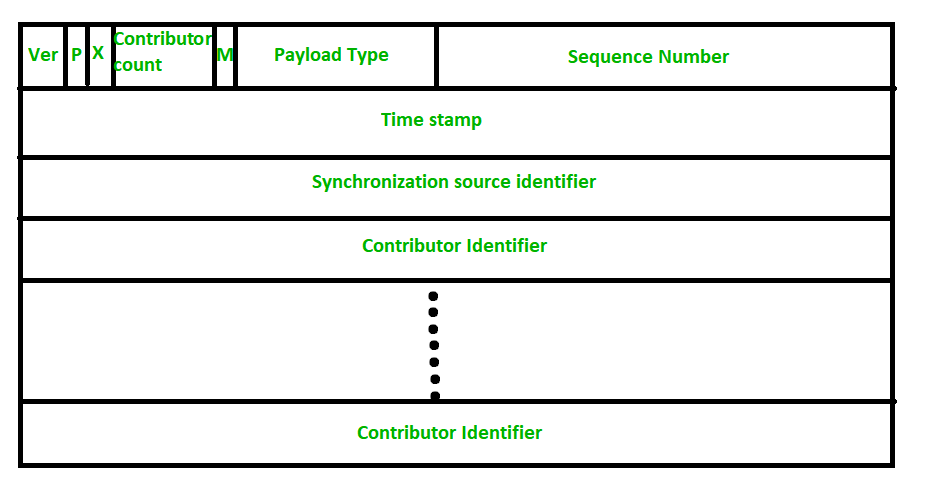 Ver P X Contributor count M Payload Type Sequence Number
Time stamp
Synchronization source identifier
Contributor Identifier
Contributor Identifier